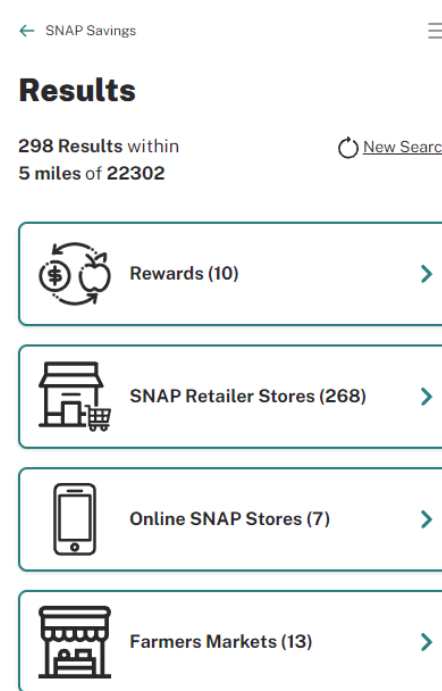 SNAP Savings
Results
298 Results within
5 miles of 22302
New Searc
Rewards (10)
SNAP Retailer Stores (268)
Online SNAP Stores (7)
Farmers Markets (13)